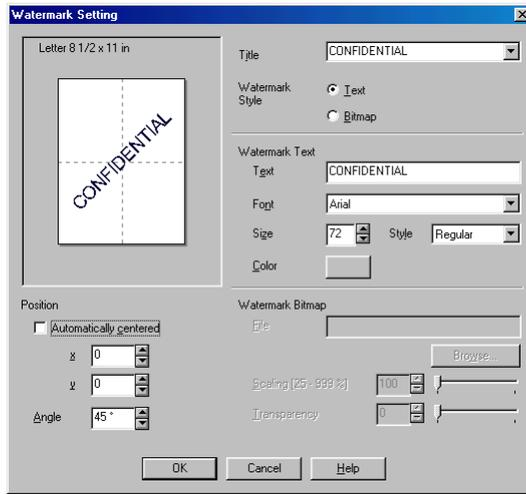 Watermark Setting
Letter 8 1/2 x 11 in
CONFIDENTIAL
Title CONFIDENTIAL
Watermark Style Text
Bitmap
Watermark Text
Text CONFIDENTIAL
Font Arial
Size 72 Style Regular
Color
Position
Automatically centered
x 0
y 0
Angle 45 °
Watermark Bitmap
File
Browse...
Scaling [25 - 999 %] 100
Transparency 0
OK Cancel Help